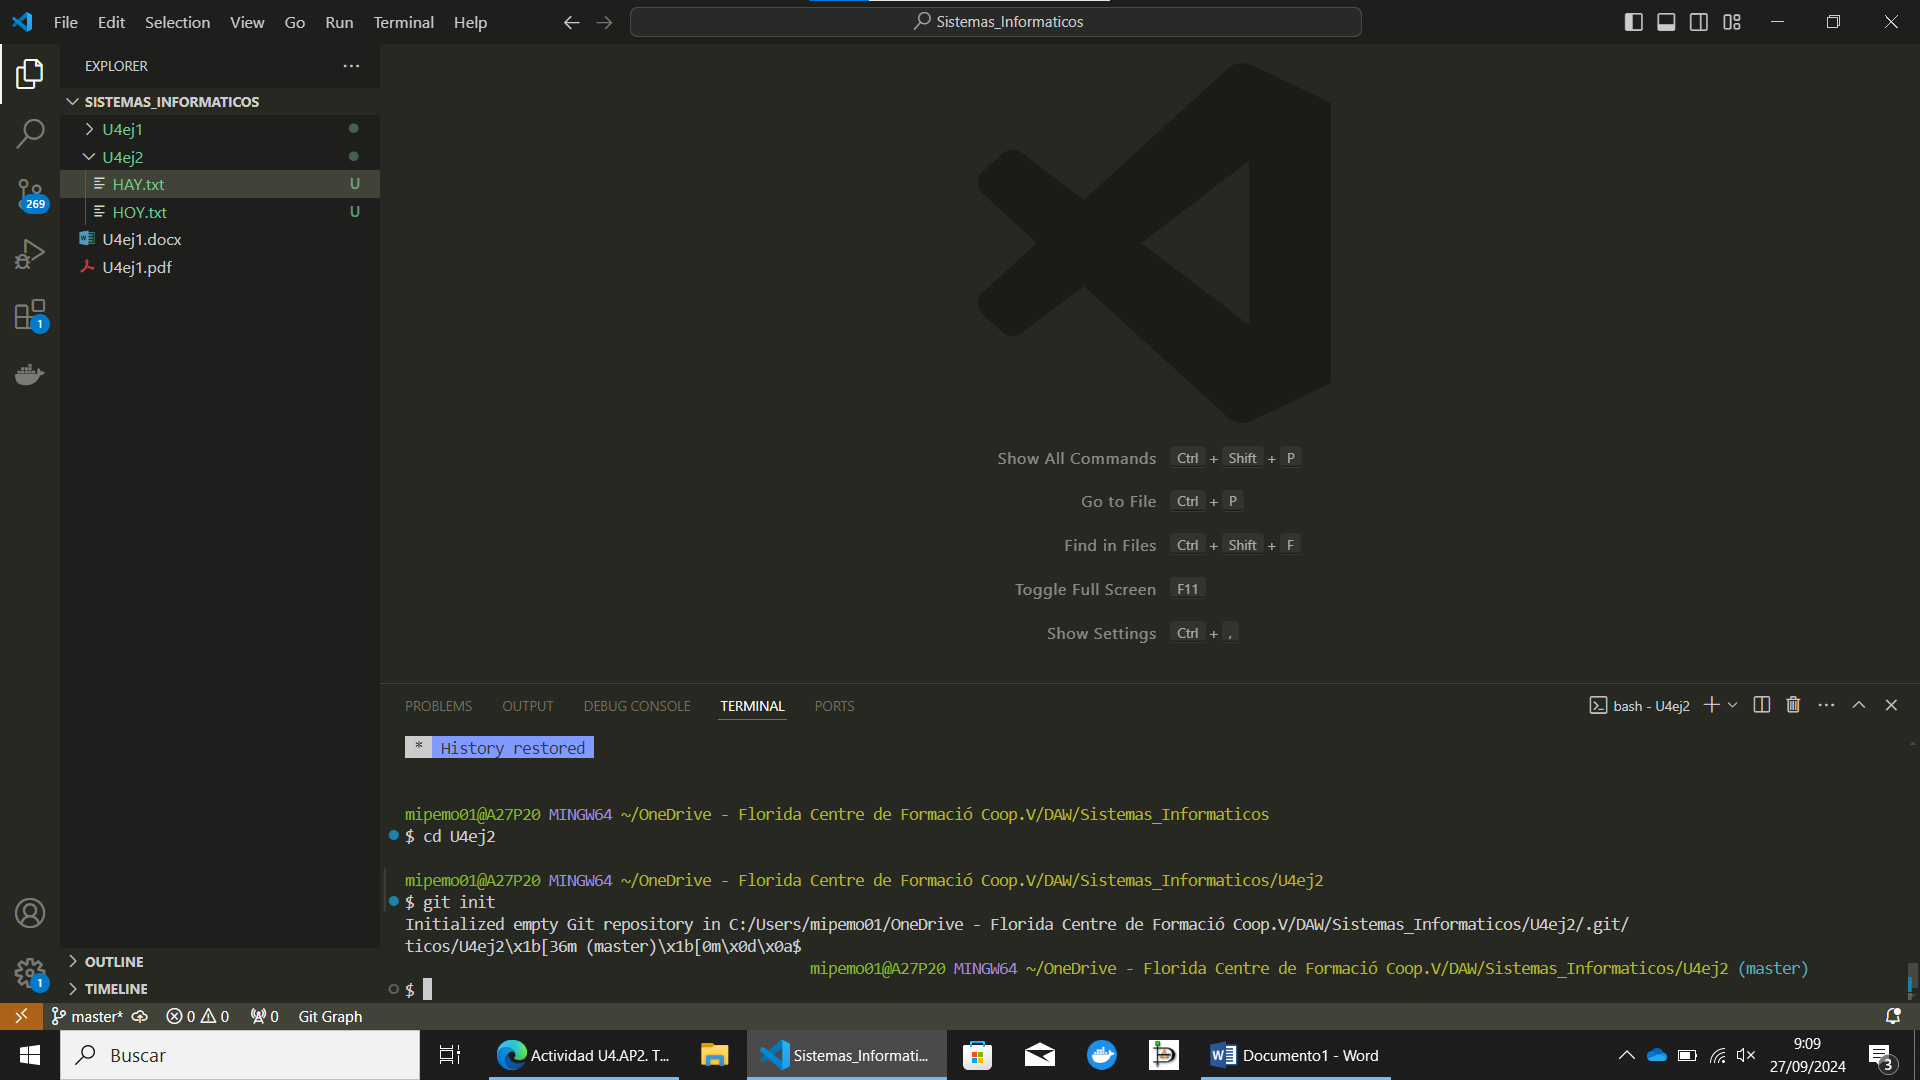 File Edit Selection View Go Run Terminal Help
Sistemas_Informaticos
EXPLORER
SISTEMAS_INFORMATICOS
U4ej1
U4ej2
HAY.txt U
HOY.txt U
U4ej1.docx
U4ej1.pdf
269
1
Show All Commands Ctrl + Shift + P
Go to File Ctrl + P
Find in Files Ctrl + Shift + F
Toggle Full Screen F11
Show Settings Ctrl + ,
PROBLEMS OUTPUT DEBUG CONSOLE TERMINAL PORTS
bash - U4ej2
* History restored
mipemo01@A27P20 MINGW64 ~/OneDrive - Florida Centre de Formació Coop.V/DAW/Sistemas_Informaticos
$ cd U4ej2
mipemo01@A27P20 MINGW64 ~/OneDrive - Florida Centre de Formació Coop.V/DAW/Sistemas_Informaticos/U4ej2
$ git init
Initialized empty Git repository in C:/Users/mipemo01/OneDrive - Florida Centre de Formació Coop.V/DAW/Sistemas_Informaticos/U4ej2/.git/
ticos/U4ej2\x1b[36m (master)\x1b[0m\x0d\x0a$
mipemo01@A27P20 MINGW64 ~/OneDrive - Florida Centre de Formació Coop.V/DAW/Sistemas_Informaticos/U4ej2 (master)
$
OUTLINE
1
TIMELINE
master* 0 0 0 Git Graph
Buscar
Actividad U4.AP2. T...
Sistemas_Informati...
Documento1 - Word
9:09
27/09/2024
3